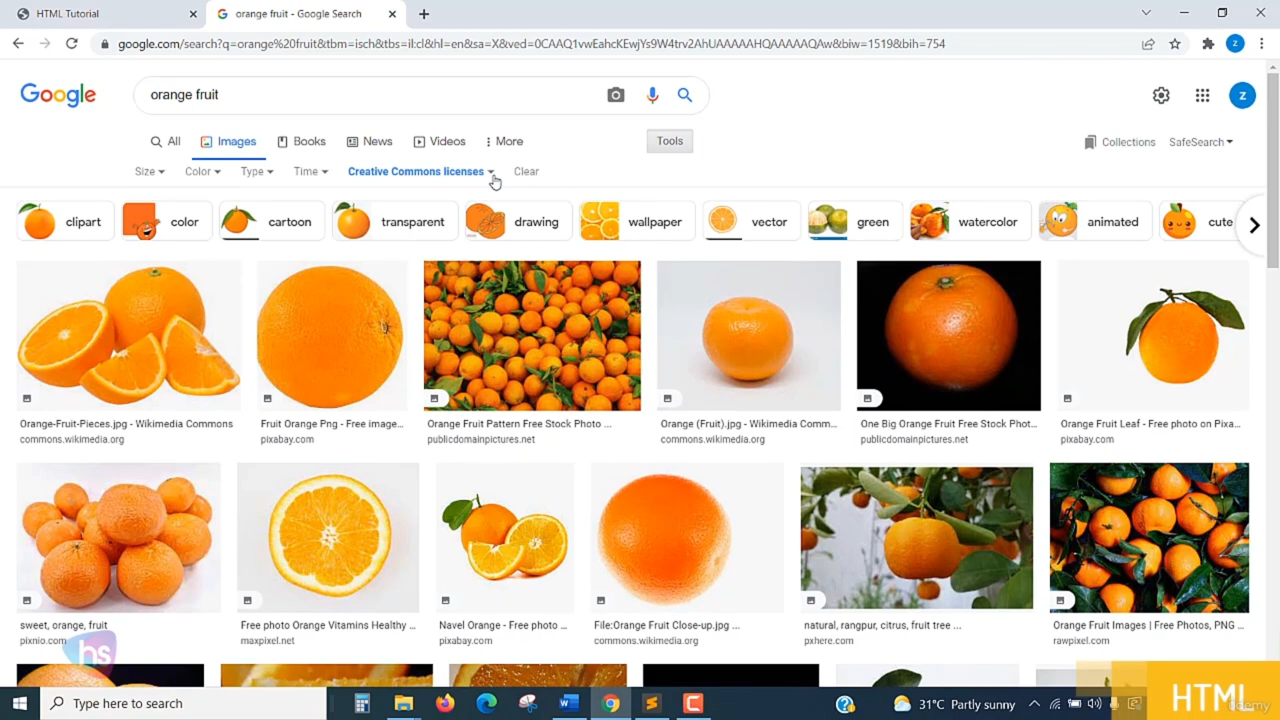 HTML Tutorial
orange fruit - Google Search
google.com/search?q=orange%20fruit&tbm=isch&tbs=il:cl&hl=en&sa=X&ved=0CAAQ1vwEahcKEwjYs9W4trv2AhUAAAAAHQAAAAAQAw&biw=1519&bih=754
z
Google
orange fruit
z
All
Images
Books
News
Videos
More
Tools
Collections
SafeSearch
Size
Color
Type
Time
Creative Commons licenses
Clear
clipart
color
cartoon
transparent
drawing
wallpaper
vector
green
watercolor
animated
cute
Orange-Fruit-Pieces.jpg - Wikimedia Commons
commons.wikimedia.org
Fruit Orange Png - Free image...
pixabay.com
Orange Fruit Pattern Free Stock Photo ...
publicdomainpictures.net
Orange (Fruit).jpg - Wikimedia Comm...
commons.wikimedia.org
One Big Orange Fruit Free Stock Phot...
publicdomainpictures.net
Orange Fruit Leaf - Free photo on Pixa...
pixabay.com
sweet, orange, fruit
pixnio.com
Free photo Orange Vitamins Healthy ...
maxpixel.net
Navel Orange - Free photo ...
pixabay.com
File:Orange Fruit Close-up.jpg ...
commons.wikimedia.org
natural, rangpur, citrus, fruit tree ...
pxhere.com
Orange Fruit Images | Free Photos, PNG ...
rawpixel.com
hs
Type here to search
31°C Partly sunny
HTML
Udemy